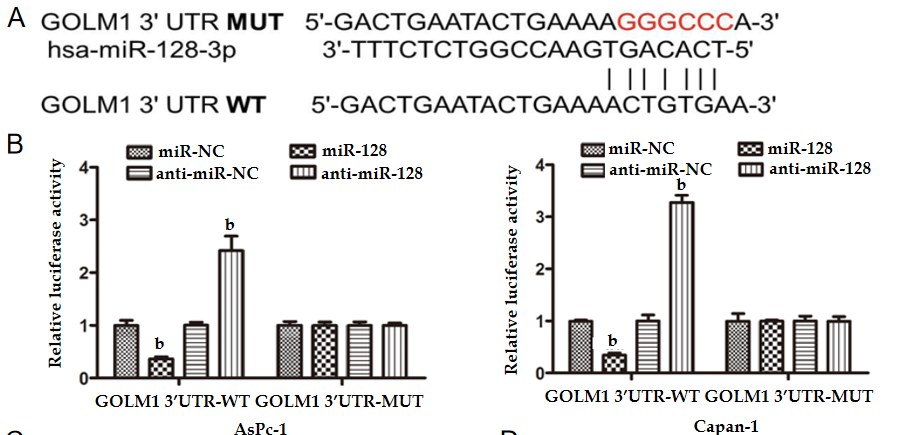 A
GOLM1 3' UTR MUT 5'-GACTGAATACTGAAAAGGGCCCA-3'
hsa-miR-128-3p 3'-TTTCTCTGGCCAAGTGACACT-5'
GOLM1 3' UTR WT 5'-GACTGAATACTGAAAACTGTGAA-3'
B
miR-NC miR-128
anti-miR-NC anti-miR-128
Relative luciferase activity
4
3
2
1
0
b
b
GOLM1 3'UTR-WT GOLM1 3'UTR-MUT
AsPc-1
miR-NC miR-128
anti-miR-NC anti-miR-128
Relative luciferase activity
4
3
2
1
0
b
b
GOLM1 3'UTR-WT GOLM1 3'UTR-MUT
Capan-1